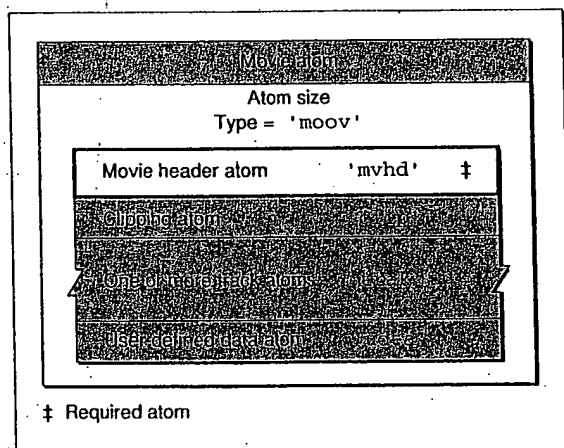 Movie atom
Atom size
Type = 'moov'
Movie header atom 'mvhd' ‡
Clipping atom
One or more track atoms
User-defined data atom
‡ Required atom